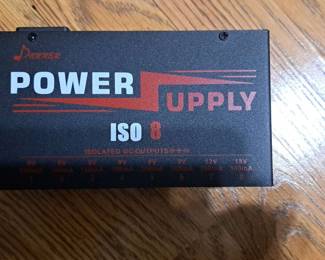 Donner
POWER SUPPLY
ISO 8
ISOLATED DC OUTPUTS
9V 9V 9V 9V 9V 9V 12V 18V